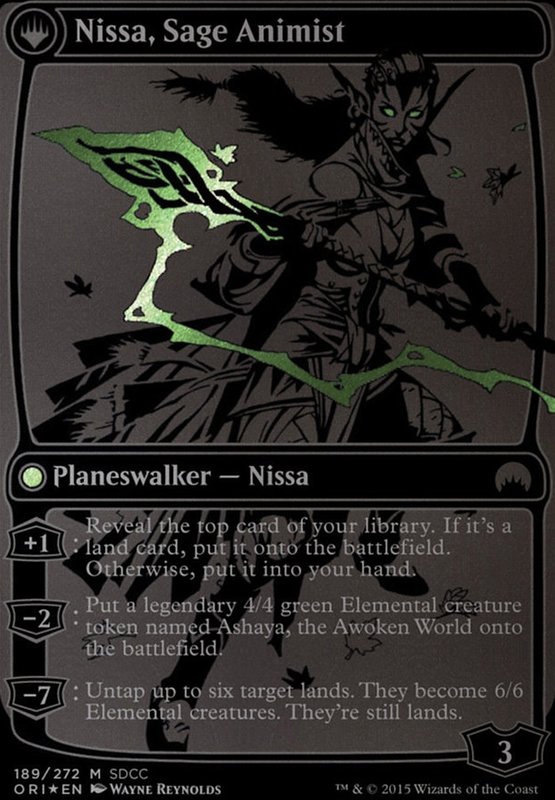 Nissa, Sage Animist
Planeswalker — Nissa
+1 : Reveal the top card of your library. If it's a
land card, put it onto the battlefield.
Otherwise, put it into your hand.
−2 : Put a legendary 4/4 green Elemental creature
token named Ashaya, the Awoken World onto
the battlefield.
−7 : Untap up to six target lands. They become 6/6
Elemental creatures. They're still lands.
3
189/272 M SDCC
ORI★EN Wayne Reynolds
™ & © 2015 Wizards of the Coast